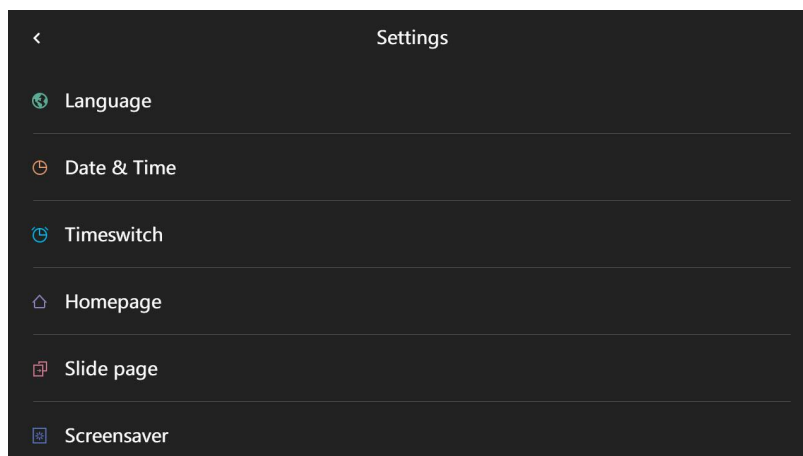 Settings
Language
Date & Time
Timeswitch
Homepage
Slide page
Screensaver